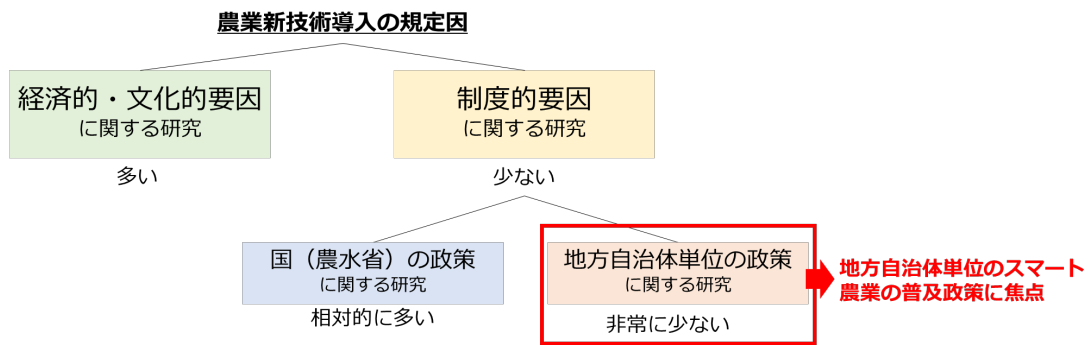 農業新技術導入の規定因
経済的・文化的要因
に関する研究
多い
制度的要因
に関する研究
少ない
国（農水省）の政策
に関する研究
相対的に多い
地方自治体単位の政策
に関する研究
非常に少ない
地方自治体単位のスマート
農業の普及政策に焦点